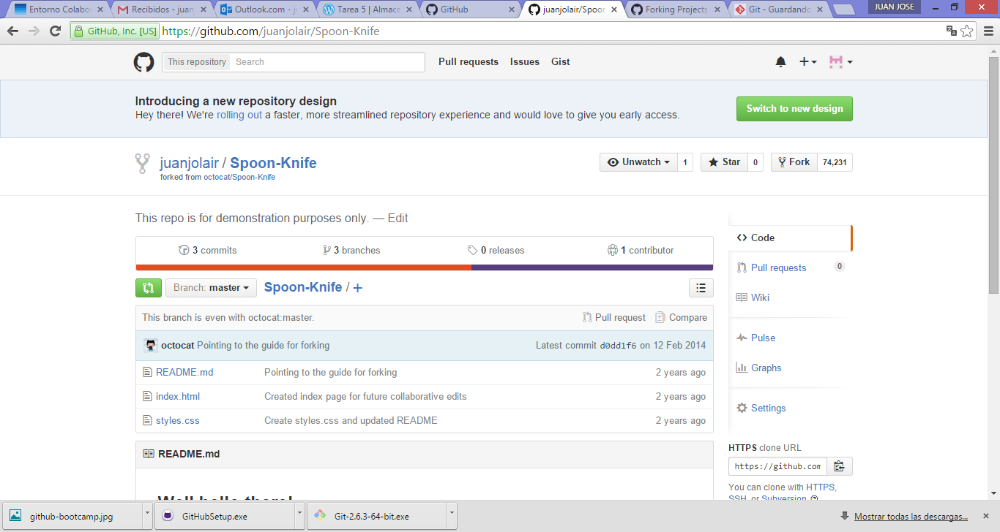 Entorno Colabo
Recibidos - juanj
Outlook.com - ju
Tarea 5 | Almace
GitHub
juanjolair/Spoor
Forking Projects
Git - Guardando
JUAN JOSE
GitHub, Inc. [US] https://github.com/juanjolair/Spoon-Knife
This repository Search Pull requests Issues Gist
Introducing a new repository design
Hey there! We're rolling out a faster, more streamlined repository experience and would love to give you early access.
Switch to new design
juanjolair / Spoon-Knife
forked from octocat/Spoon-Knife
Unwatch 1 Star 0 Fork 74,231
This repo is for demonstration purposes only. — Edit
3 commits 3 branches 0 releases 1 contributor
Branch: master Spoon-Knife / +
This branch is even with octocat:master. Pull request Compare
octocat Pointing to the guide for forking Latest commit d0dd1f6 on 12 Feb 2014
README.md Pointing to the guide for forking 2 years ago
index.html Created index page for future collaborative edits 2 years ago
styles.css Create styles.css and updated README 2 years ago
README.md
Well hello there!
Code
Pull requests 0
Wiki
Pulse
Graphs
Settings
HTTPS clone URL
https://github.com
You can clone with HTTPS,
SSH, or Subversion.
github-bootcamp.jpg
GitHubSetup.exe
Git-2.6.3-64-bit.exe
Mostrar todas las descargas...